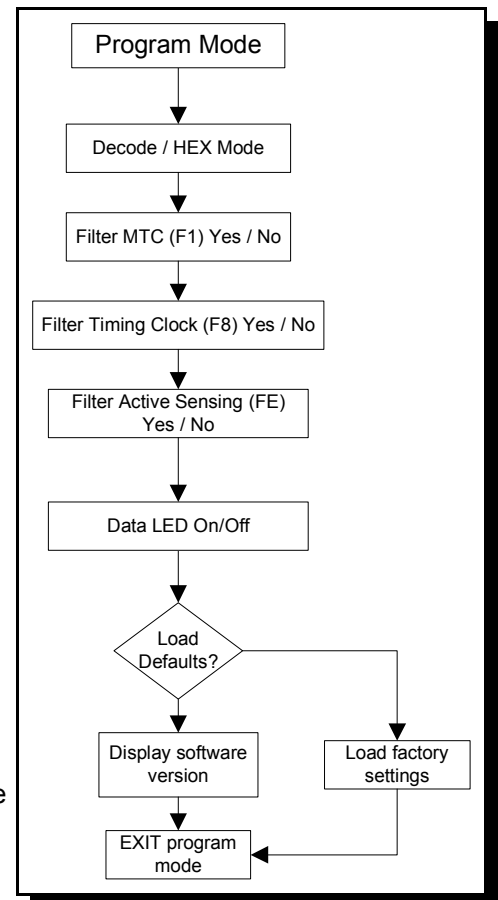 Program Mode
Decode / HEX Mode
Filter MTC (F1) Yes / No
Filter Timing Clock (F8) Yes / No
Filter Active Sensing (FE)
Yes / No
Data LED On/Off
Load
Defaults?
Display software
version
Load factory
settings
e
EXIT program
mode